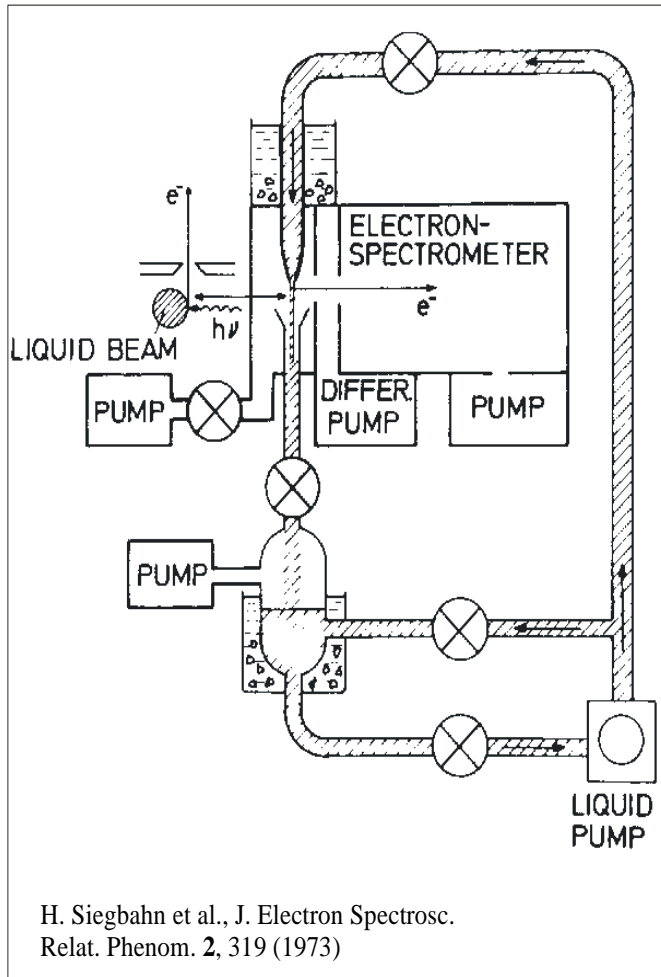 ELECTRON-
SPECTROMETER
e-
e-
hν
LIQUID BEAM
PUMP
DIFFER.
PUMP
PUMP
PUMP
LIQUID
PUMP
H. Siegbahn et al., J. Electron Spectrosc.
Relat. Phenom. 2, 319 (1973)